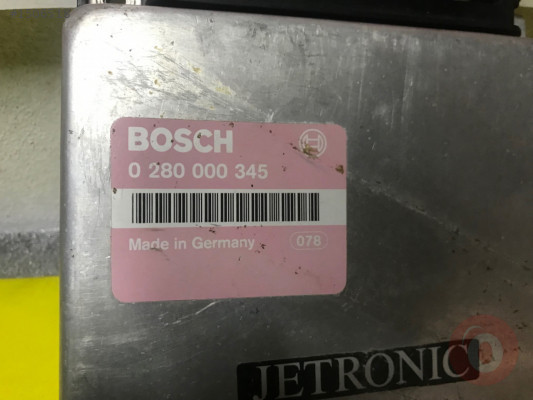 BOSCH
0 280 000 345
Made in Germany 078
JETRONIC